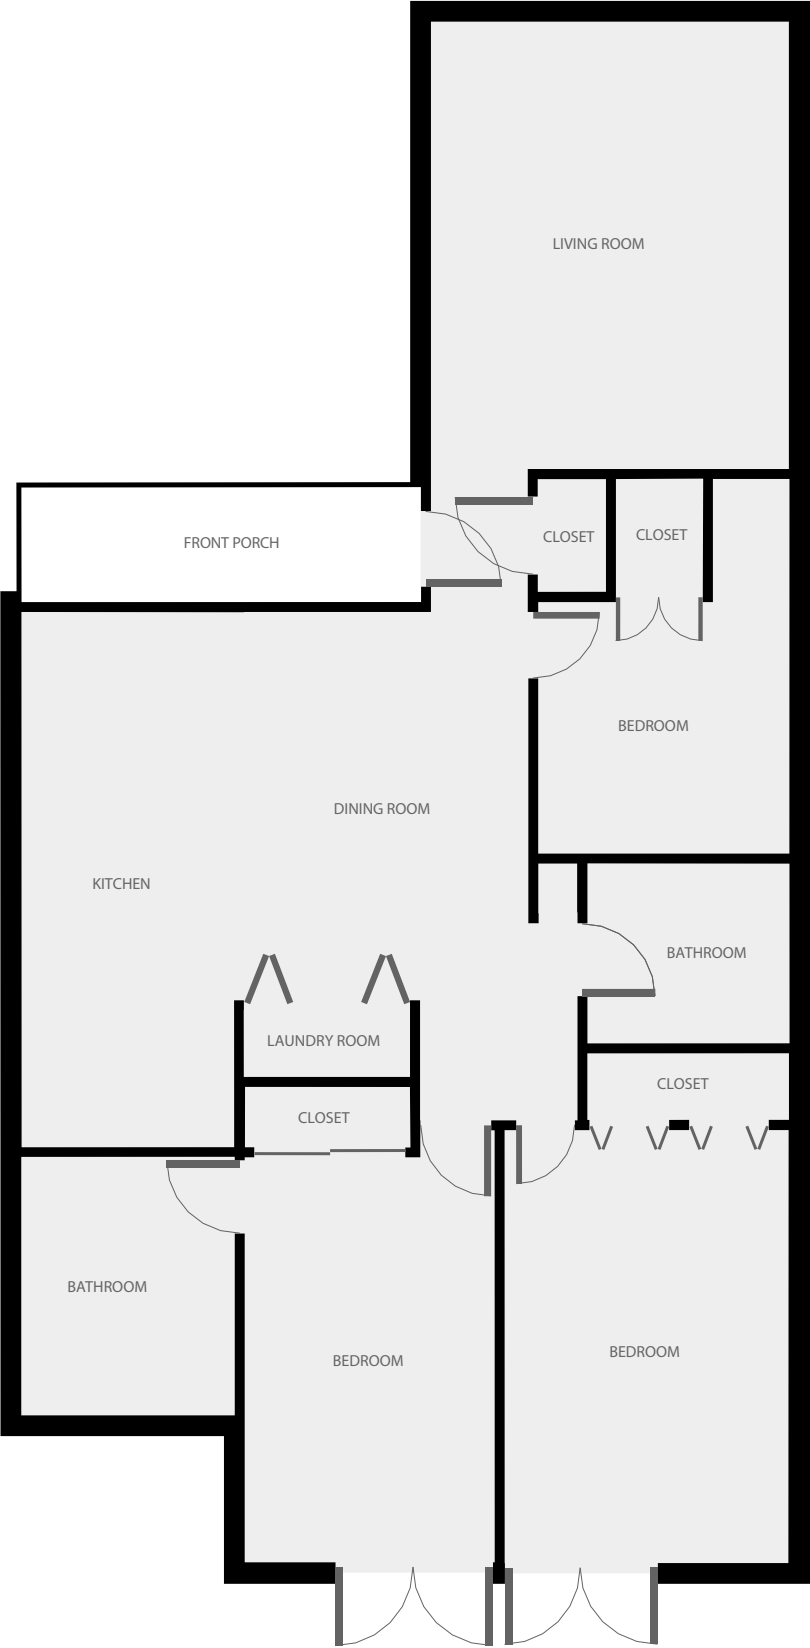 LIVING ROOM
FRONT PORCH
CLOSET
CLOSET
BEDROOM
DINING ROOM
KITCHEN
BATHROOM
LAUNDRY ROOM
CLOSET
CLOSET
BATHROOM
BEDROOM
BEDROOM